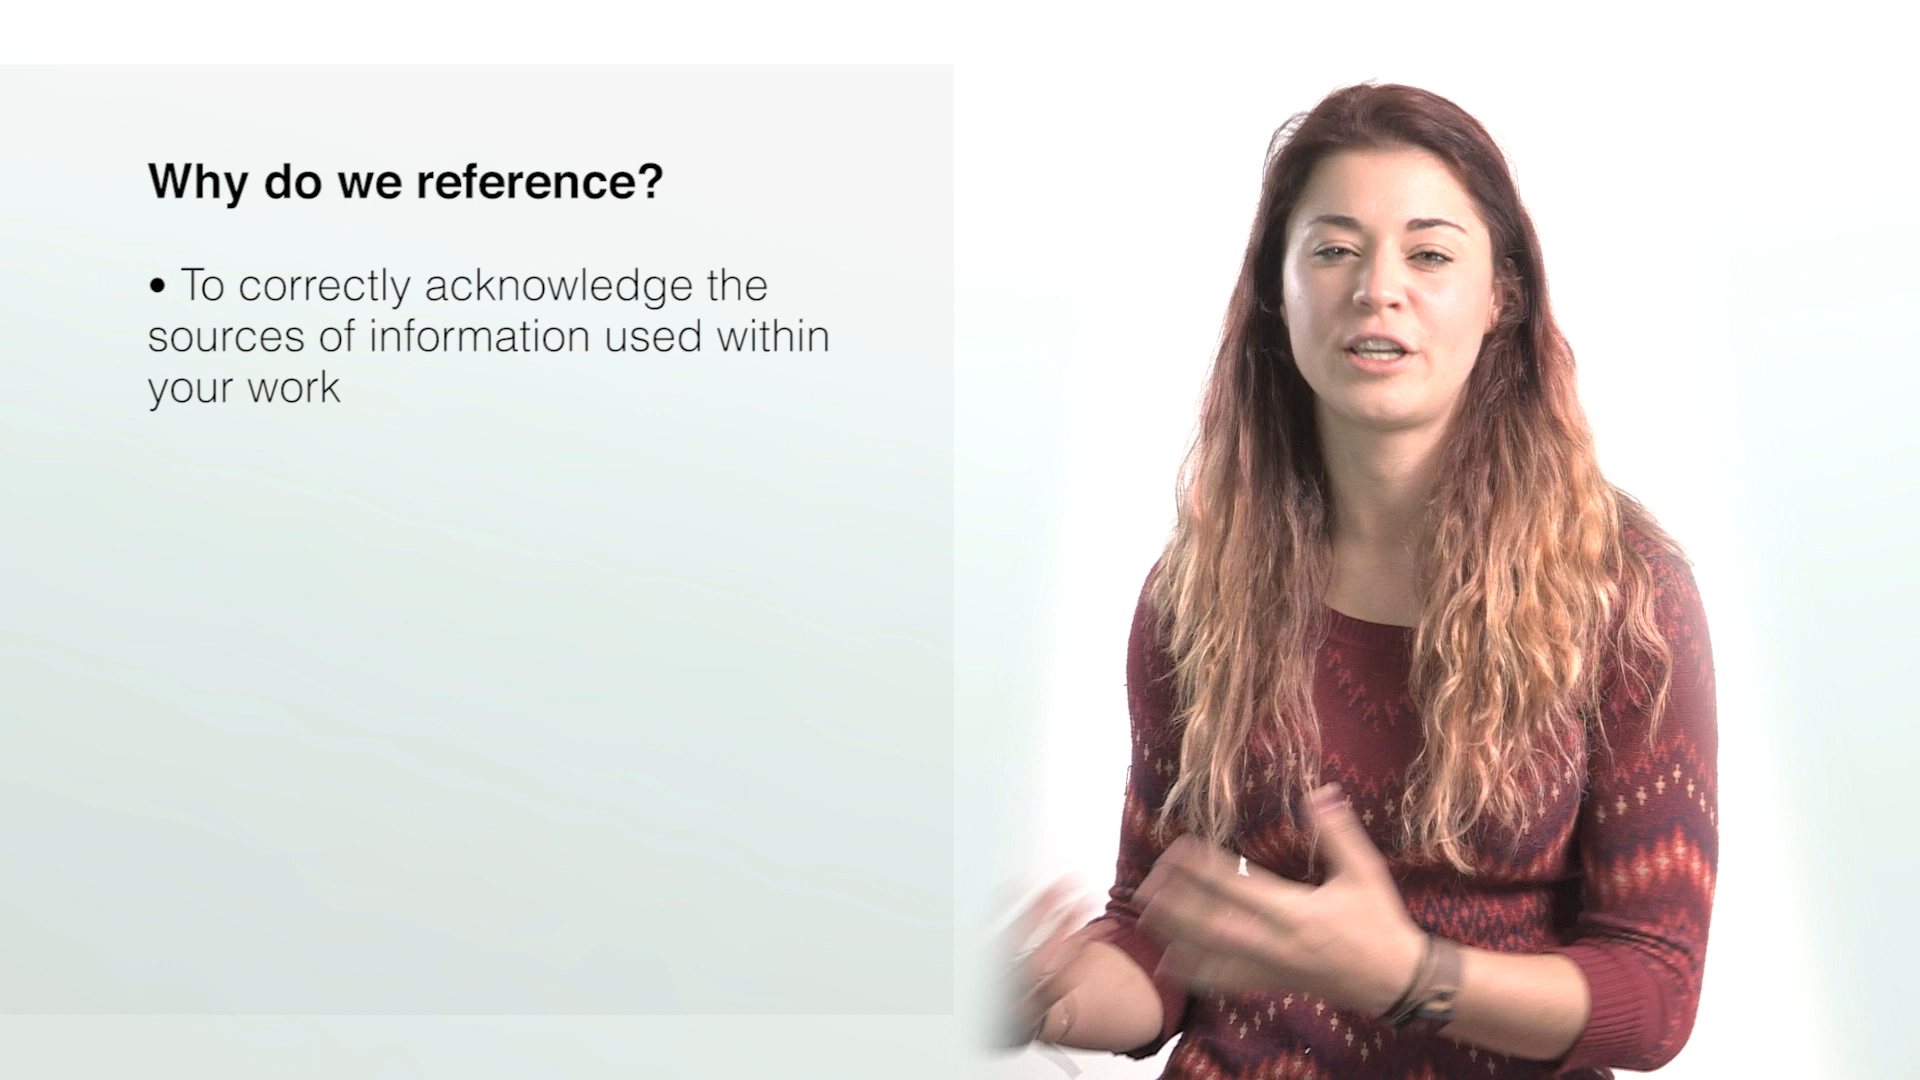 Why do we reference?
• To correctly acknowledge the
sources of information used within
your work